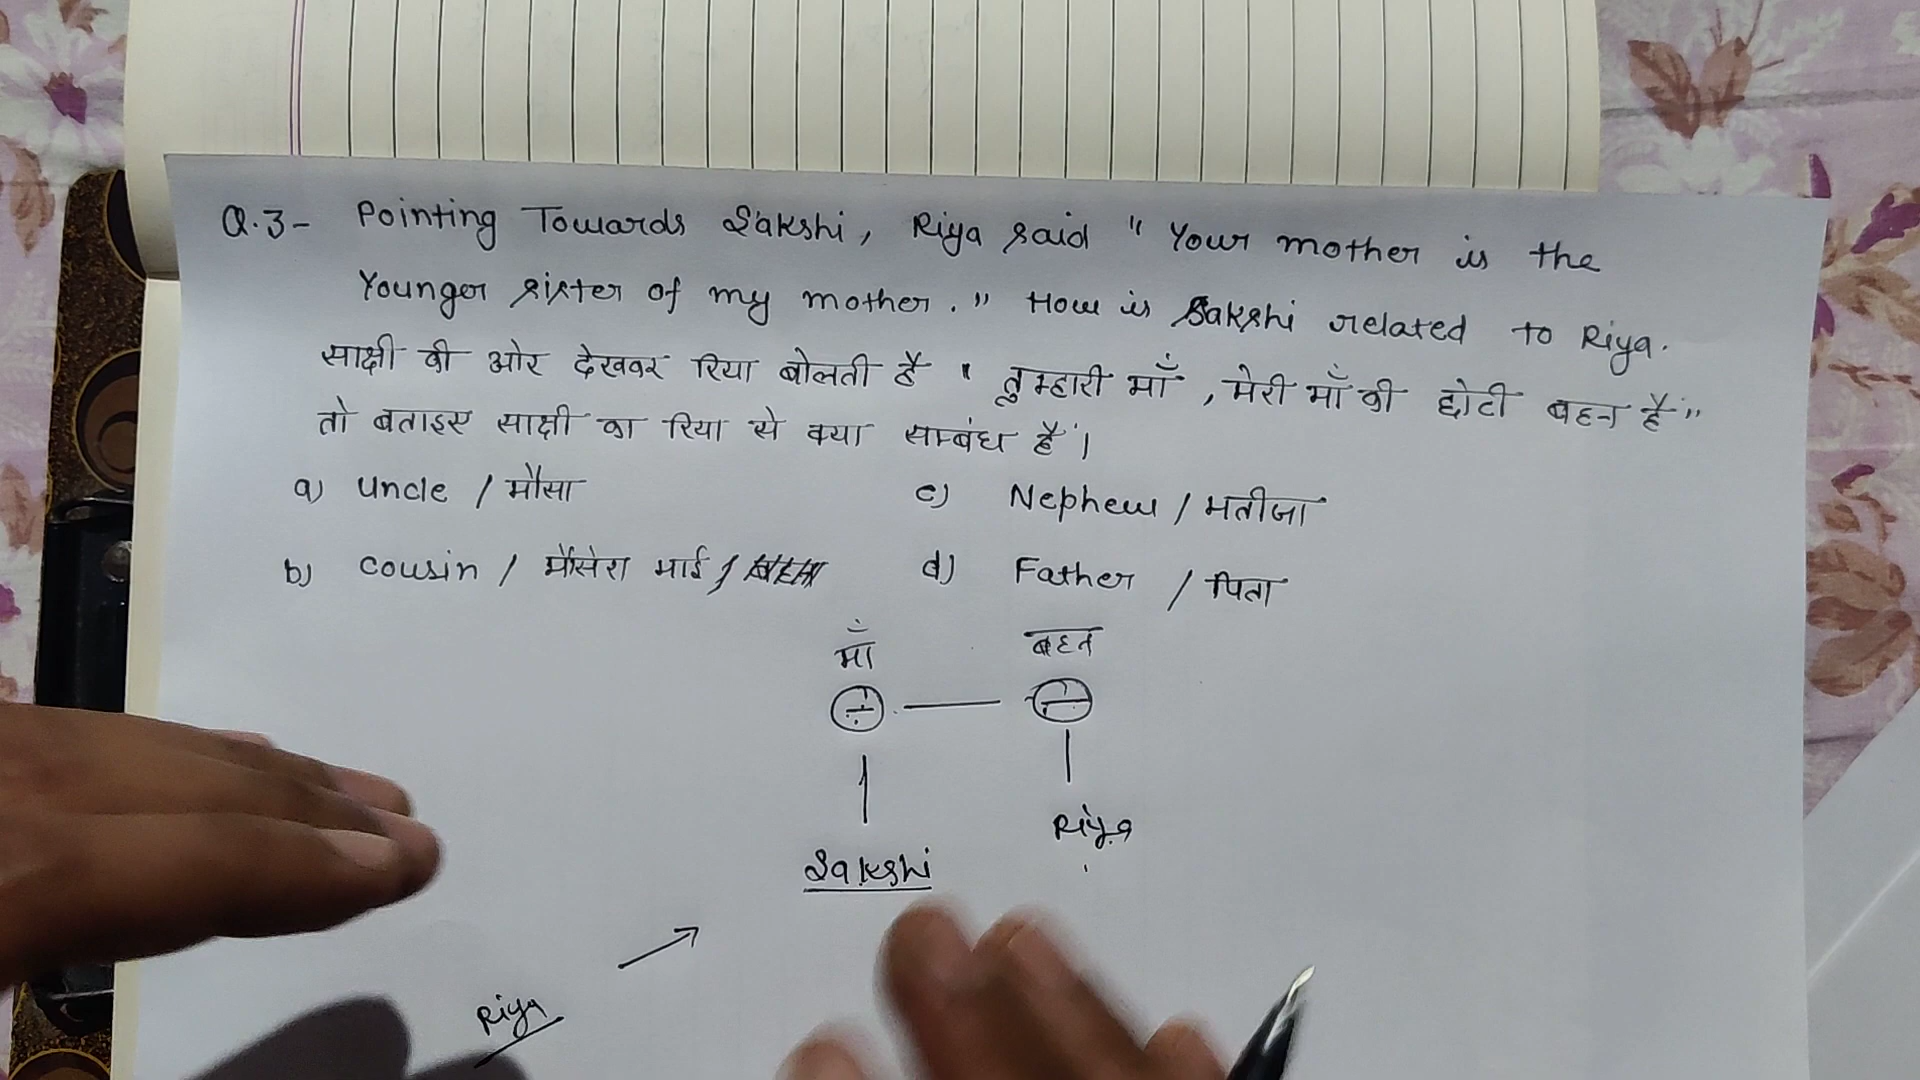 Q.3- Pointing Towards Sakshi, Riya said " Your mother is the
Younger sister of my mother." How is Sakshi related to Riya.
साक्षी की ओर देखकर रिया बोलती है " तुम्हारी माँ, मेरी माँ की छोटी बहन है"
तो बताइए साक्षी का रिया से क्या सम्बंध है।
a) Uncle / मौसा c) Nephew / भतीजा
b) cousin / मौसेरा भाई / d) Father / पिता
माँ बहन
Riya
Sakshi
Riya